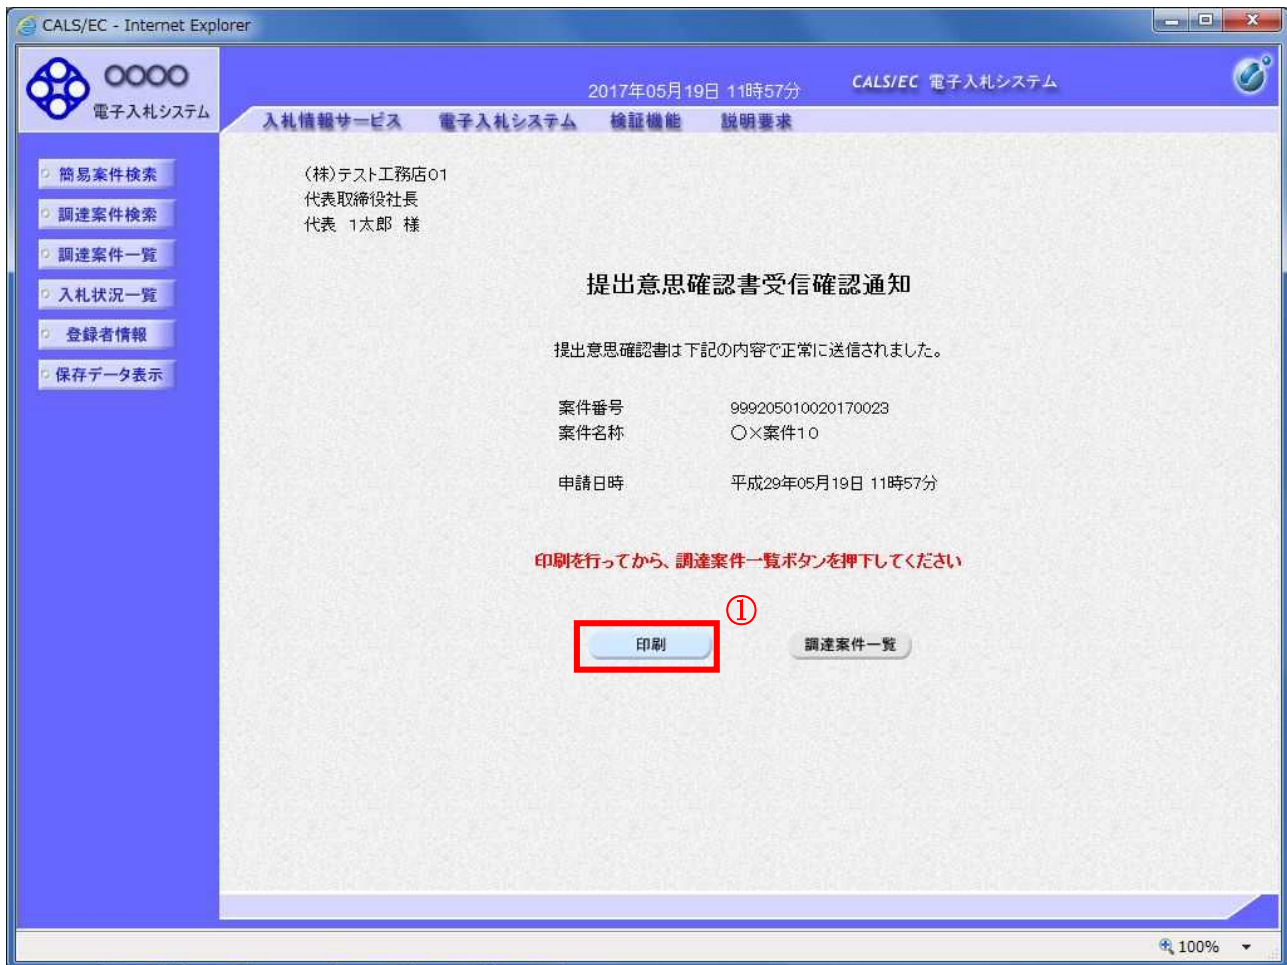 CALS/EC - Internet Explorer
○○○○
電子入札システム
2017年05月19日 11時57分
CALS/EC 電子入札システム
入札情報サービス 電子入札システム 検証機能 説明要求
簡易案件検索
調達案件検索
調達案件一覧
入札状況一覧
登録者情報
保存データ表示
(株)テスト工務店01
代表取締役社長
代表 1太郎 様
提出意思確認書受信確認通知
提出意思確認書は下記の内容で正常に送信されました。
案件番号 999205010020170023
案件名称 ○×案件10
申請日時 平成29年05月19日 11時57分
印刷を行ってから、調達案件一覧ボタンを押下してください
①
印刷 調達案件一覧
100%